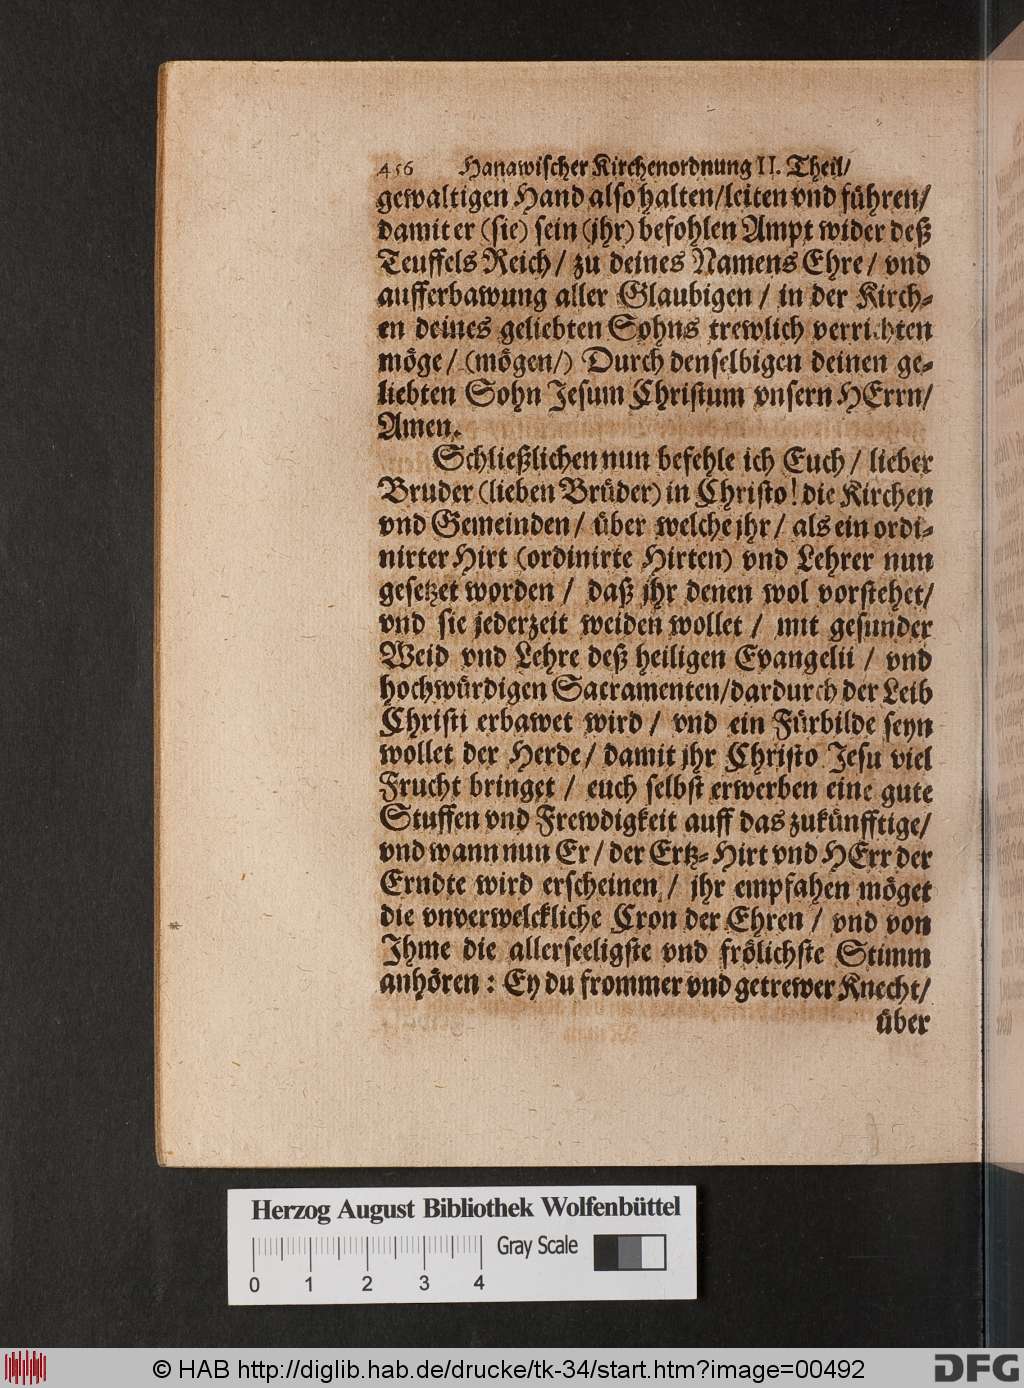 456 Hanawischer Kirchenordnung II. Theil/
gewaltigen Hand also halten/leiten vnd führen/
damit er (sie) sein (jhr) befohlen Ampt wider deß
Teuffels Reich/ zu deines Namens Ehre/ vnd
aufferbawung aller Glaubigen/ in der Kirch-
en deines geliebten Sohns trewlich verrichten
möge/ (mögen/) Durch denselbigen deinen ge-
liebten Sohn Jesum Christum vnsern HErrn/
Amen.
Schließlichen nun befehle ich Euch/ lieber
Bruder (lieben Brüder) in Christo! die Kirchen
vnd Gemeinden/ über welche jhr/ als ein ordi-
nirter Hirt (ordinirte Hirten) vnd Lehrer nun
gesetzet worden/ daß jhr denen wol vorstehet/
vnd sie jederzeit weiden wollet/ mit gesunder
Weid vnd Lehre deß heiligen Evangelii/ vnd
hochwürdigen Sacramenten/dardurch der Leib
Christi erbawet wird/ vnd ein Fürbilde seyn
wollet der Herde/ damit jhr Christo Jesu viel
Frucht bringet/ euch selbst erwerben eine gute
Stuffen vnd Frewdigkeit auff das zukünfftige/
vnd wann nun Er/ der Ertz-Hirt vnd HErr der
Erndte wird erscheinen/ jhr empfahen möget
die vnverwelckliche Cron der Ehren/ vnd von
Ihme die allerseeligste vnd frölichste Stimm
anhören: Ey du frommer vnd getrewer Knecht/
über
Herzog August Bibliothek Wolfenbüttel
Gray Scale
0 1 2 3 4
© HAB http://diglib.hab.de/drucke/tk-34/start.htm?image=00492
DFG